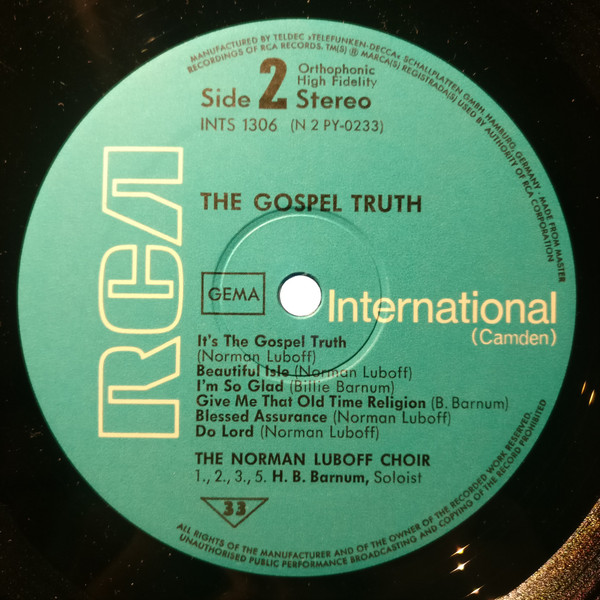 MANUFACTURED BY TELDEC »TELEFUNKEN-DECCA« SCHALLPLATTEN GMBH, HAMBURG, GERMANY · MADE FROM MASTER
RECORDINGS OF RCA RECORDS. TM(S) ® MARCA(S) REGISTRADA(S) USED BY AUTHORITY OF RCA CORPORATION
Side 2 Orthophonic
High Fidelity
Stereo
INTS 1306 (N 2 PY-0233)
THE GOSPEL TRUTH
RCA
GEMA
International
(Camden)
It's The Gospel Truth
(Norman Luboff)
Beautiful Isle (Norman Luboff)
I'm So Glad (Billie Barnum)
Give Me That Old Time Religion (B. Barnum)
Blessed Assurance (Norman Luboff)
Do Lord (Norman Luboff)
THE NORMAN LUBOFF CHOIR
1., 2., 3., 5. H. B. Barnum, Soloist
33
ALL RIGHTS OF THE MANUFACTURER AND OF THE OWNER OF THE RECORDED WORK RESERVED.
UNAUTHORISED PUBLIC PERFORMANCE BROADCASTING AND COPYING OF THE RECORD PROHIBITED